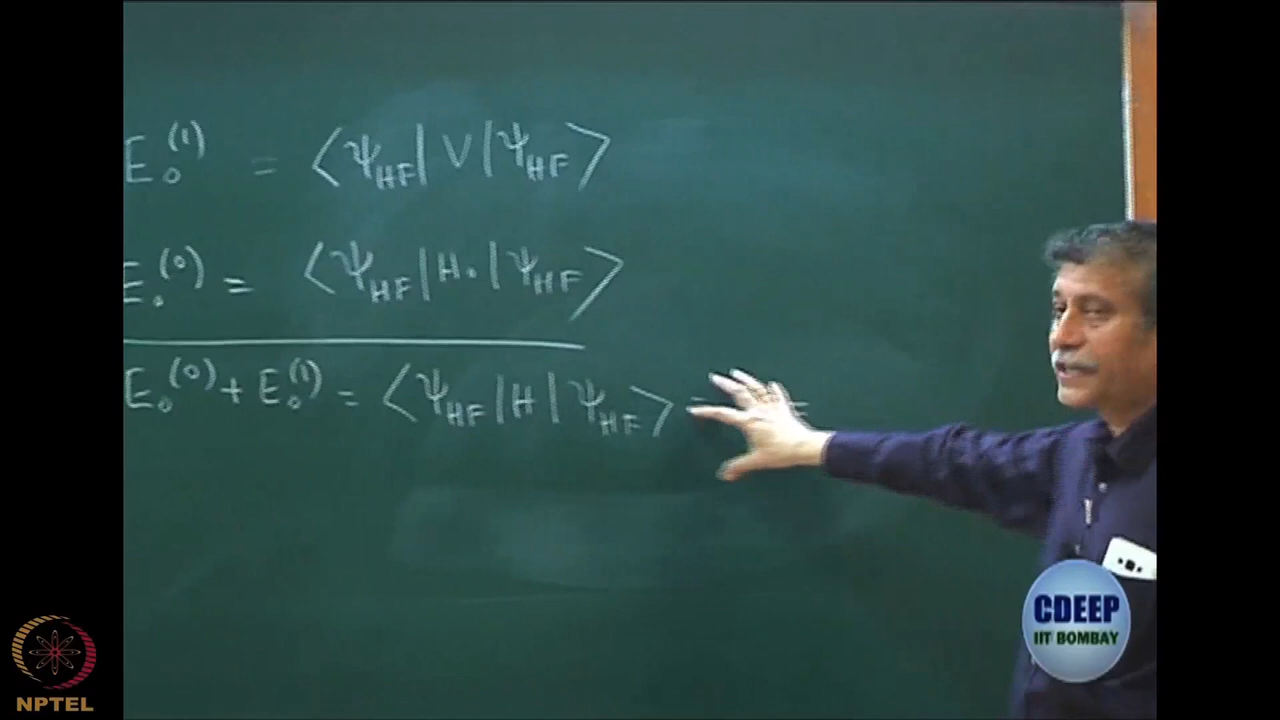 E₀⁽¹⁾ = ⟨ψ_HF| V |ψ_HF⟩
E₀⁽⁰⁾ = ⟨ψ_HF| H₀ |ψ_HF⟩
E₀⁽⁰⁾ + E₀⁽¹⁾ = ⟨ψ_HF| H |ψ_HF⟩ =
CDEEP
IIT BOMBAY
NPTEL